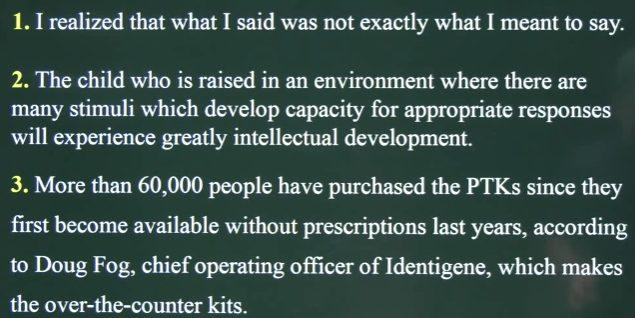 1. I realized that what I said was not exactly what I meant to say.
2. The child who is raised in an environment where there are
many stimuli which develop capacity for appropriate responses
will experience greatly intellectual development.
3. More than 60,000 people have purchased the PTKs since they
first become available without prescriptions last years, according
to Doug Fog, chief operating officer of Identigene, which makes
the over-the-counter kits.